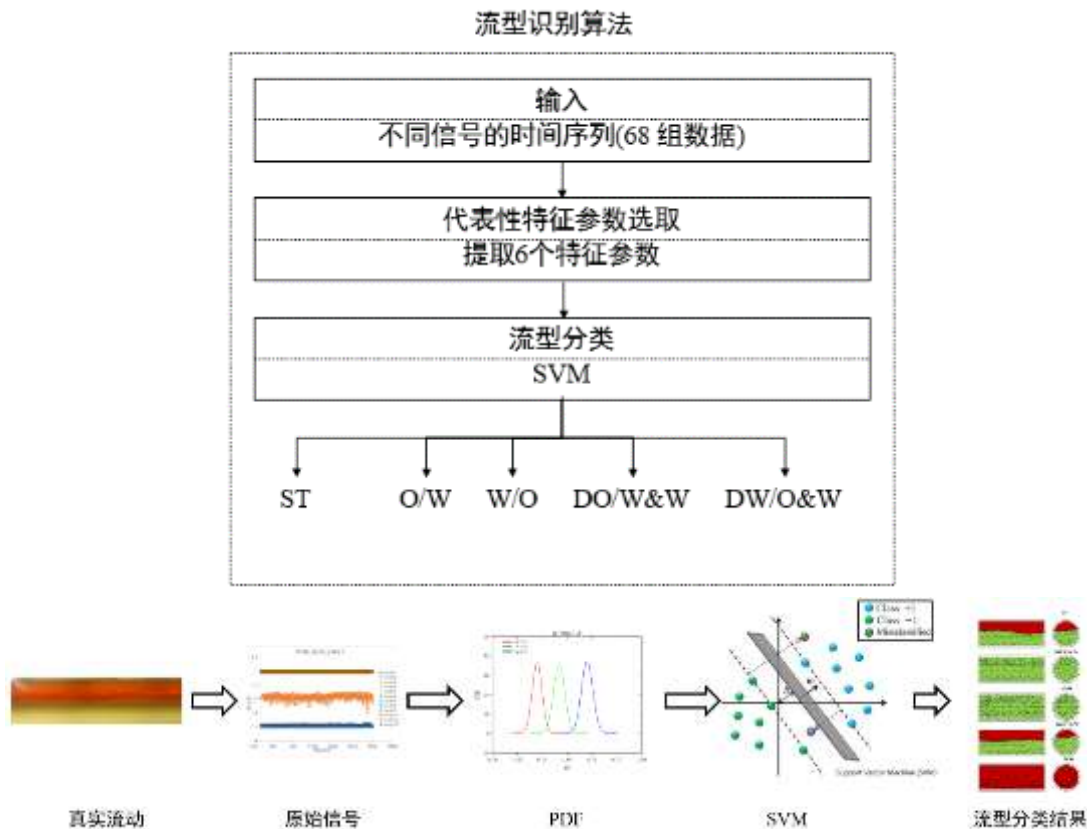 流型识别算法
输入
不同信号的时间序列(68 组数据)
代表性特征参数选取
提取6个特征参数
流型分类
SVM
ST O/W W/O DO/W&W DW/O&W
Class
Class
Misclassified
Support Vector Machine
真实流动 原始信号 PDF SVM 流型分类结果